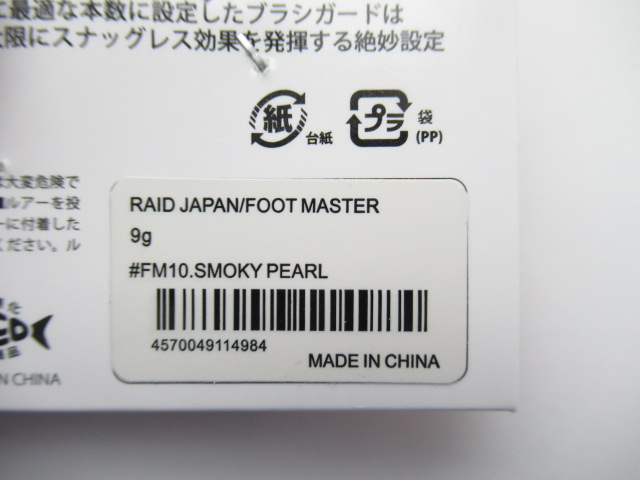 に最適な本数に設定したブラシガードは
大限にスナッグレス効果を発揮する絶妙設定
紙
台紙
プラ
袋
(PP)
は大変危険で
ルアーを投
ーに付着した
ください。ル
RAID JAPAN/FOOT MASTER
9g
#FM10.SMOKY PEARL
4570049114984
MADE IN CHINA
IN CHINA